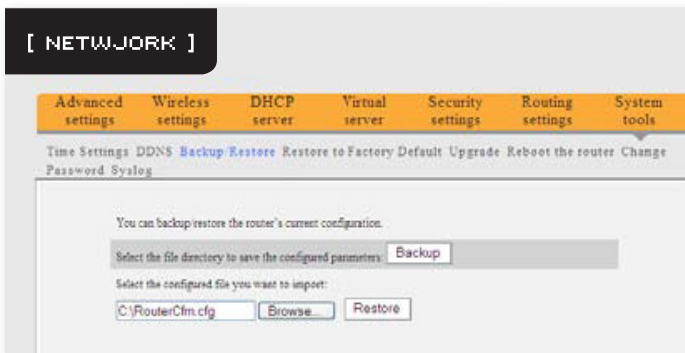 [ NETWJORK ]
Advanced settings Wireless settings DHCP server Virtual server Security settings Routing settings System tools
Time Settings DDNS Backup/Restore Restore to Factory Default Upgrade Reboot the router Change
Password Syslog
You can backup/restore the router's current configuration.
Select the file directory to save the configured parameters: Backup
Select the configured file you want to import:
C:\RouterCfm.cfg Browse... Restore